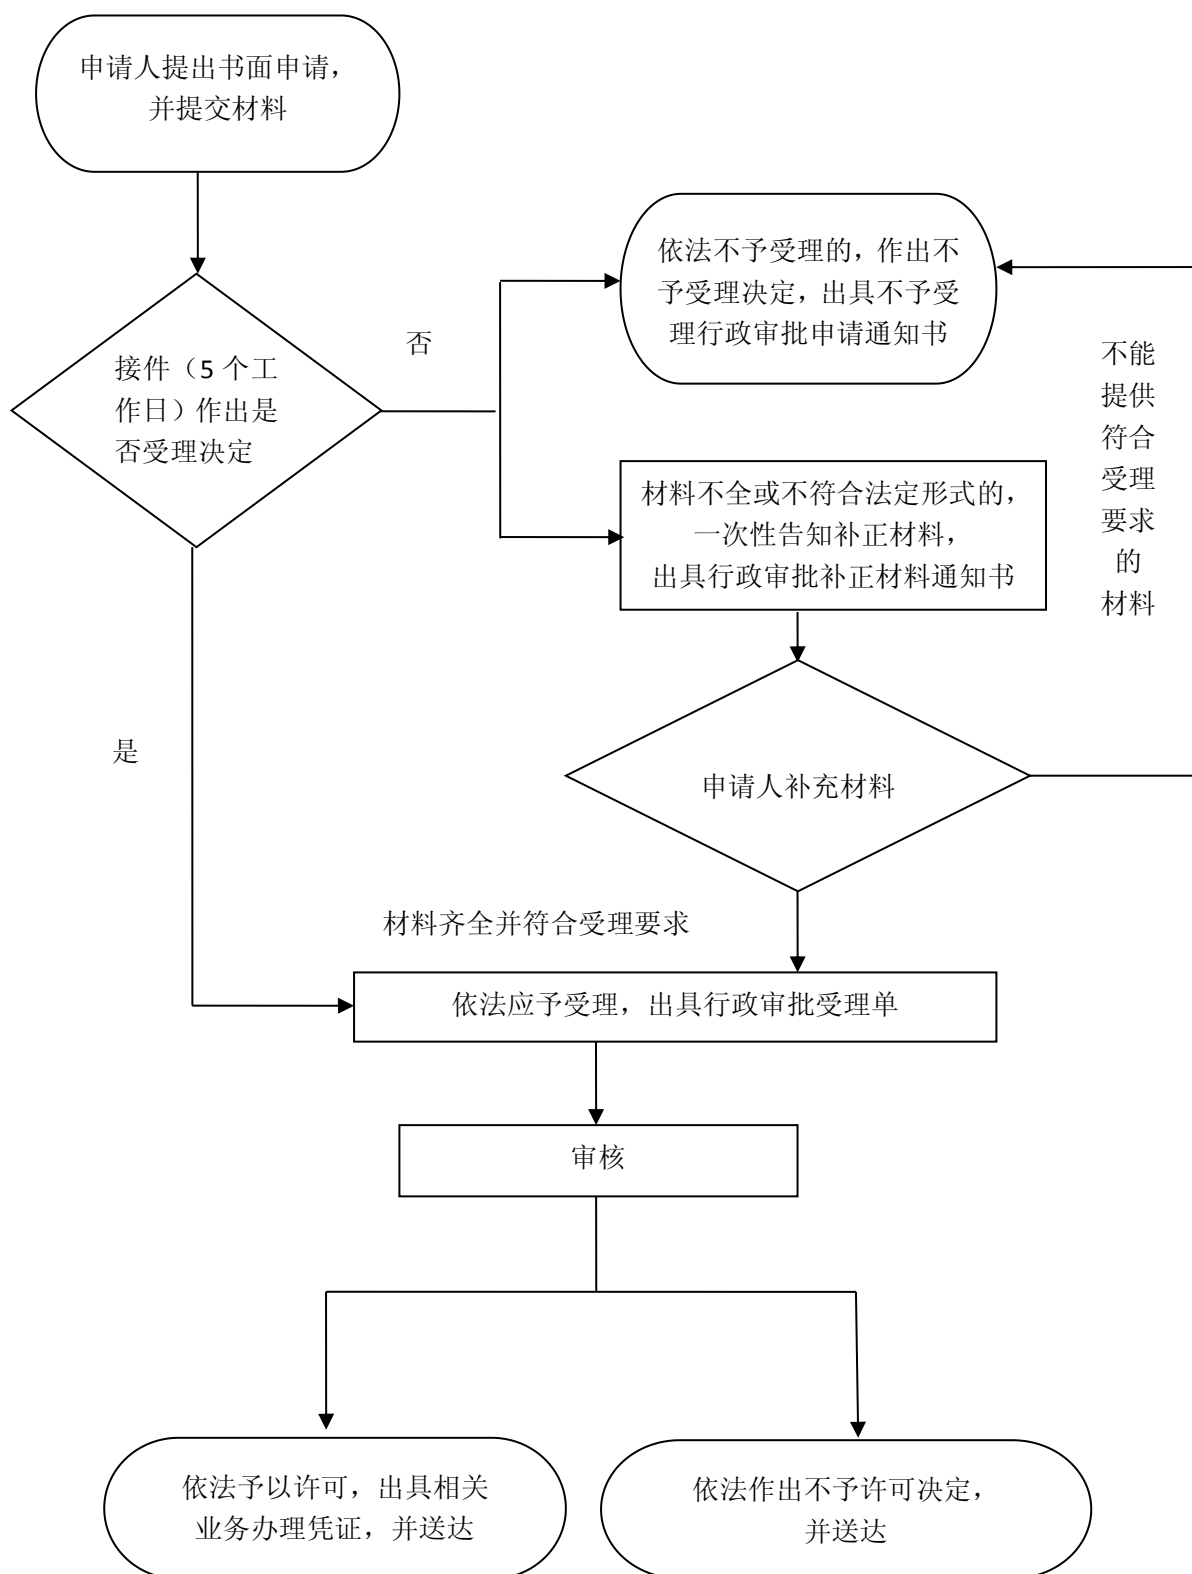 申请人提出书面申请，
并提交材料
依法不予受理的，作出不
予受理决定，出具不予受
理行政审批申请通知书
否
接件（5 个工
作日）作出是
否受理决定
不能
提供
符合
受理
要求
的
材料
材料不全或不符合法定形式的，
一次性告知补正材料，
出具行政审批补正材料通知书
是
申请人补充材料
材料齐全并符合受理要求
依法应予受理，出具行政审批受理单
审核
依法予以许可，出具相关
业务办理凭证，并送达
依法作出不予许可决定，
并送达